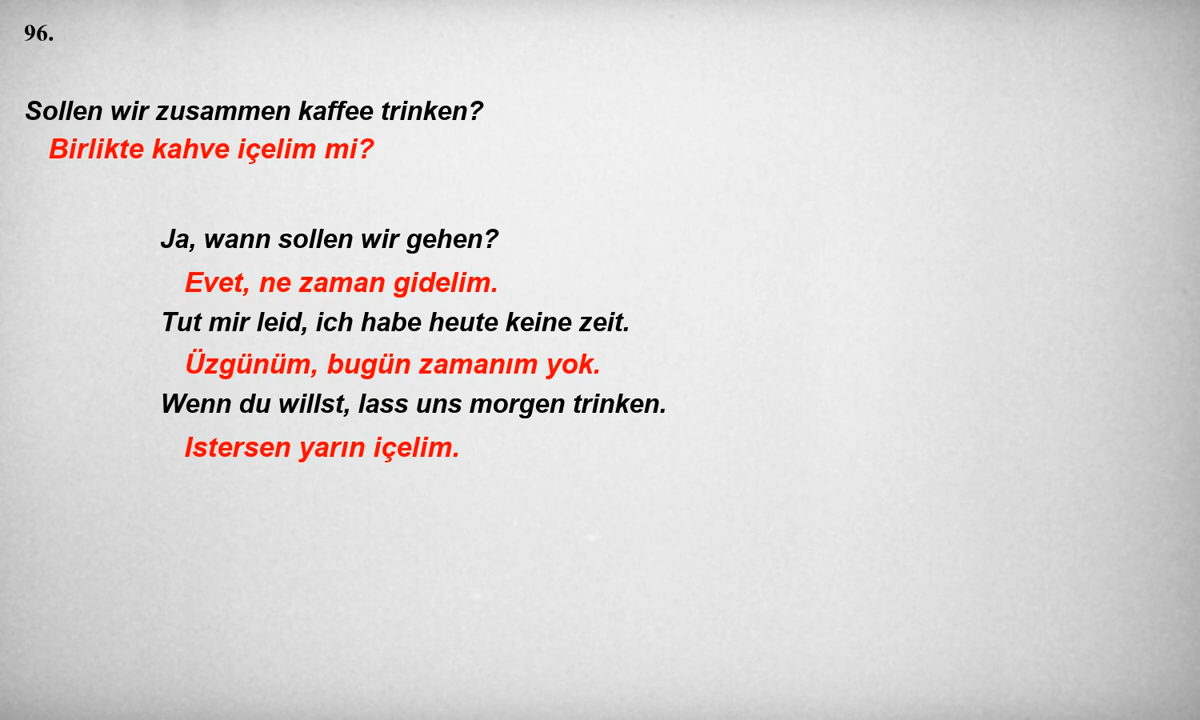 96.
Sollen wir zusammen kaffee trinken?
Birlikte kahve içelim mi?
Ja, wann sollen wir gehen?
Evet, ne zaman gidelim.
Tut mir leid, ich habe heute keine zeit.
Üzgünüm, bugün zamanım yok.
Wenn du willst, lass uns morgen trinken.
Istersen yarın içelim.